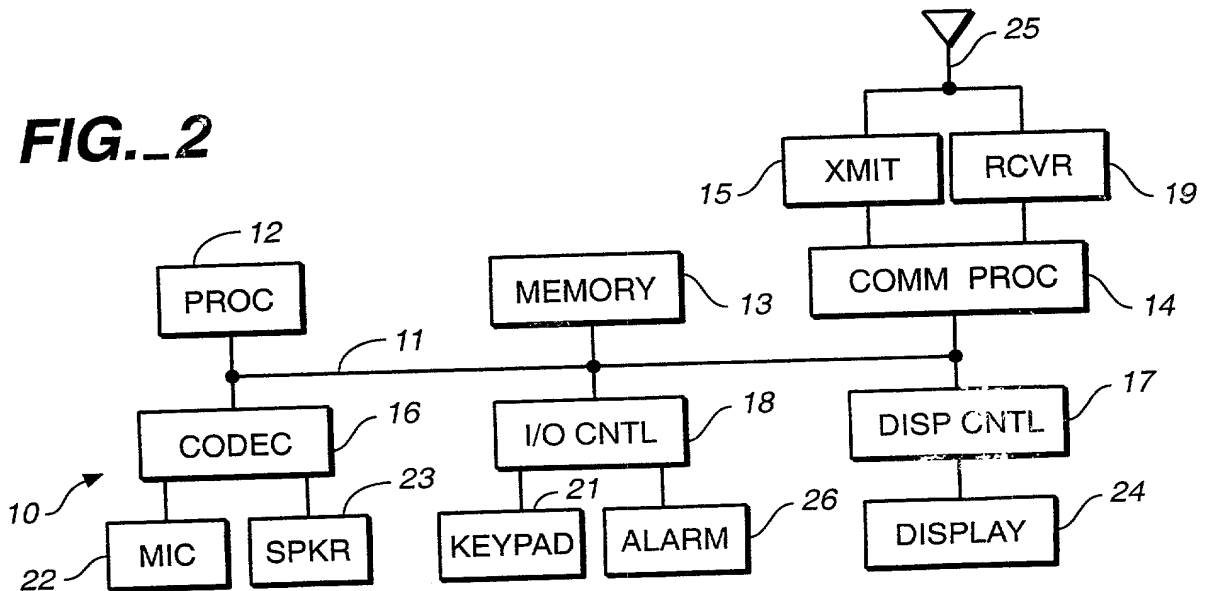 25
FIG._2
15
XMIT
RCVR
19
12
PROC
MEMORY
13
COMM PROC
14
11
CODEC
16
I/O CNTL
18
DISP CNTL
17
10
22
MIC
SPKR
23
KEYPAD
21
ALARM
26
DISPLAY
24